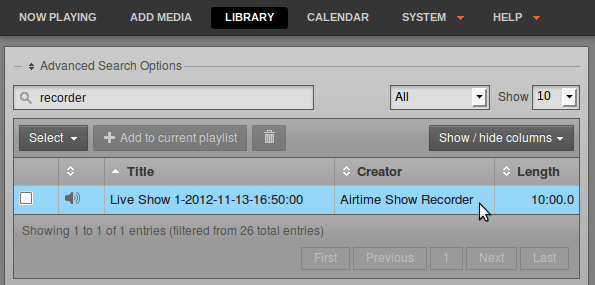 NOW PLAYING ADD MEDIA LIBRARY CALENDAR SYSTEM HELP
Advanced Search Options
recorder All Show 10
Select Add to current playlist Show / hide columns
Title Creator Length
Live Show 1-2012-11-13-16:50:00 Airtime Show Recorder 10:00.0
Showing 1 to 1 of 1 entries (filtered from 26 total entries)
First Previous 1 Next Last